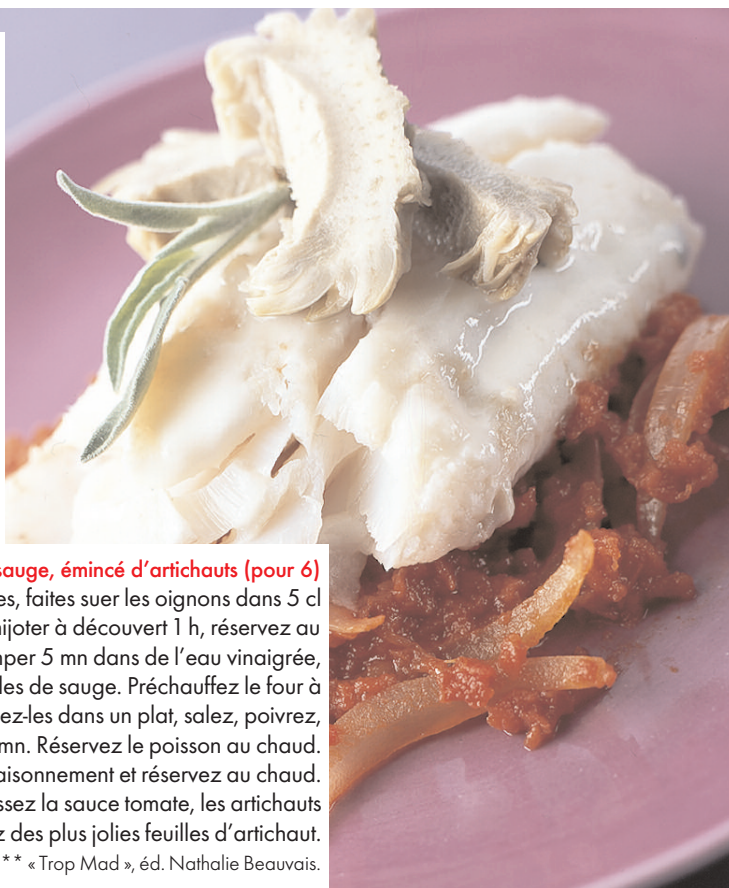 sauge, émincé d’artichauts (pour 6)
es, faites suer les oignons dans 5 cl
ijoter à découvert 1 h, réservez au
per 5 mn dans de l’eau vinaigrée,
les de sauge. Préchauffez le four à
ez-les dans un plat, salez, poivrez,
mn. Réservez le poisson au chaud.
aisonnement et réservez au chaud.
ssez la sauce tomate, les artichauts
z des plus jolies feuilles d’artichaut.
** « Trop Mad », éd. Nathalie Beauvais.